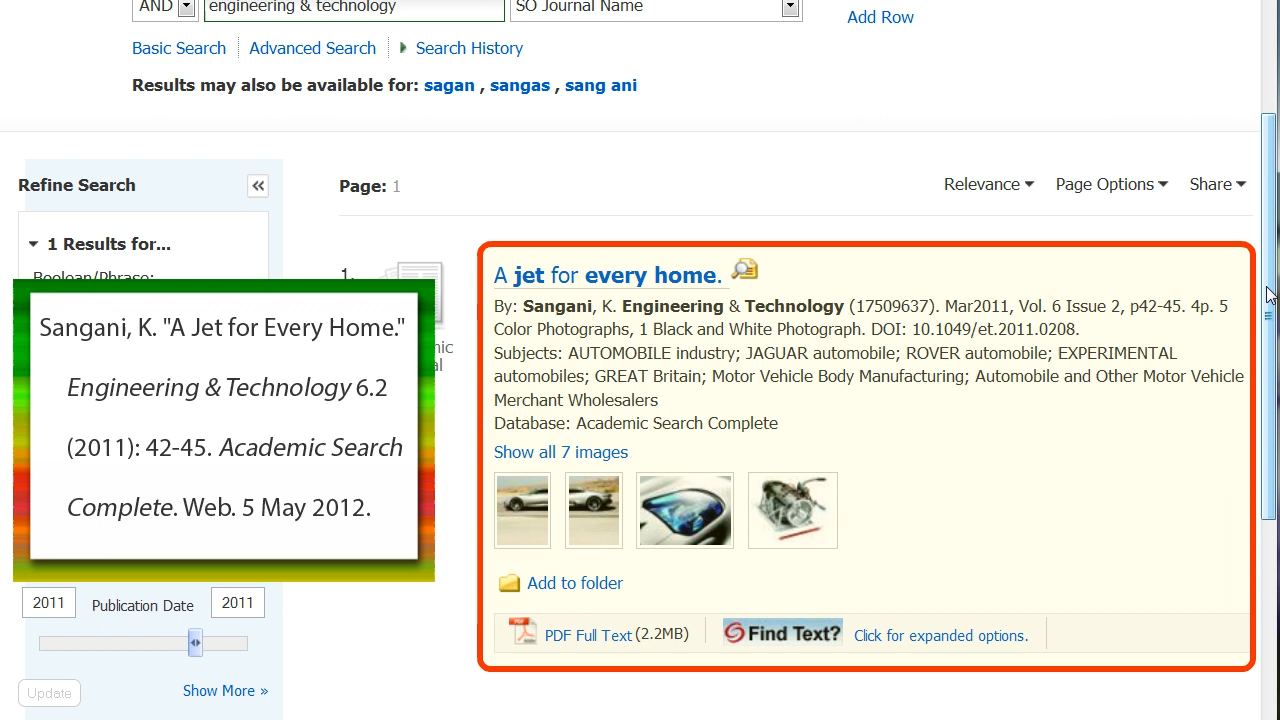 AND engineering & technology SO Journal Name
Add Row
Basic Search Advanced Search Search History
Results may also be available for: sagan , sangas , sang ani
Refine Search
Page: 1
Relevance Page Options Share
1 Results for...
Boolean/Phrase:
Sangani, K. "A Jet for Every Home."
Engineering & Technology 6.2
(2011): 42-45. Academic Search
Complete. Web. 5 May 2012.
2011 Publication Date 2011
Update
Show More »
1.
A jet for every home.
By: Sangani, K. Engineering & Technology (17509637). Mar2011, Vol. 6 Issue 2, p42-45. 4p. 5
Color Photographs, 1 Black and White Photograph. DOI: 10.1049/et.2011.0208.
Subjects: AUTOMOBILE industry; JAGUAR automobile; ROVER automobile; EXPERIMENTAL
automobiles; GREAT Britain; Motor Vehicle Body Manufacturing; Automobile and Other Motor Vehicle
Merchant Wholesalers
Database: Academic Search Complete
Show all 7 images
Add to folder
PDF PDF Full Text (2.2MB) Find Text? Click for expanded options.